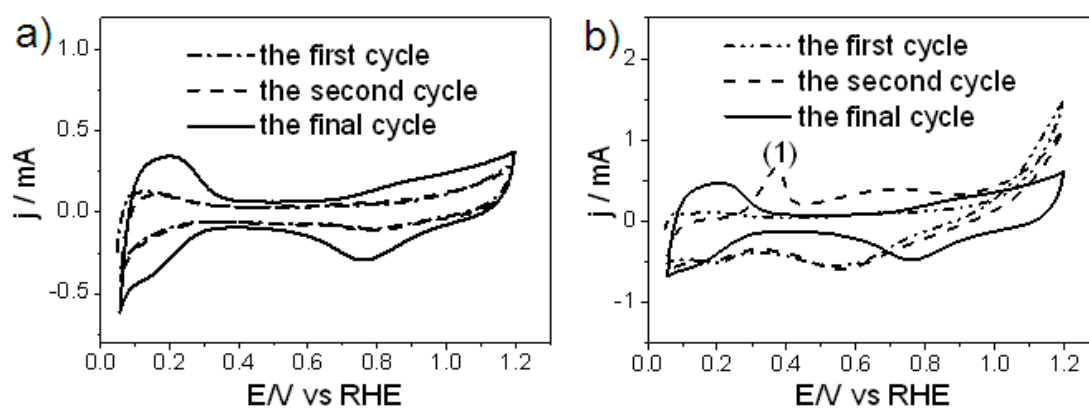 a)
the first cycle
the second cycle
the final cycle
1.0
0.5
0.0
-0.5
j / mA
0.0 0.2 0.4 0.6 0.8 1.0 1.2
E/V vs RHE
b)
the first cycle
the second cycle
the final cycle
(1)
2
1
0
-1
j / mA
0.0 0.2 0.4 0.6 0.8 1.0 1.2
E/V vs RHE